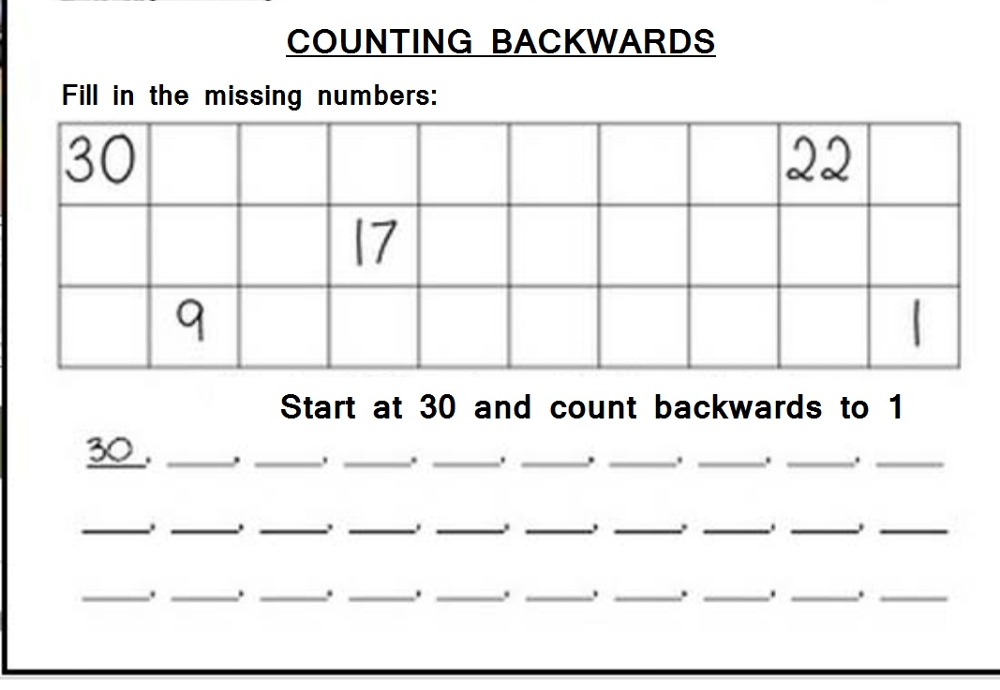 COUNTING BACKWARDS
Fill in the missing numbers:
30 22
17
9 1
Start at 30 and count backwards to 1
30,